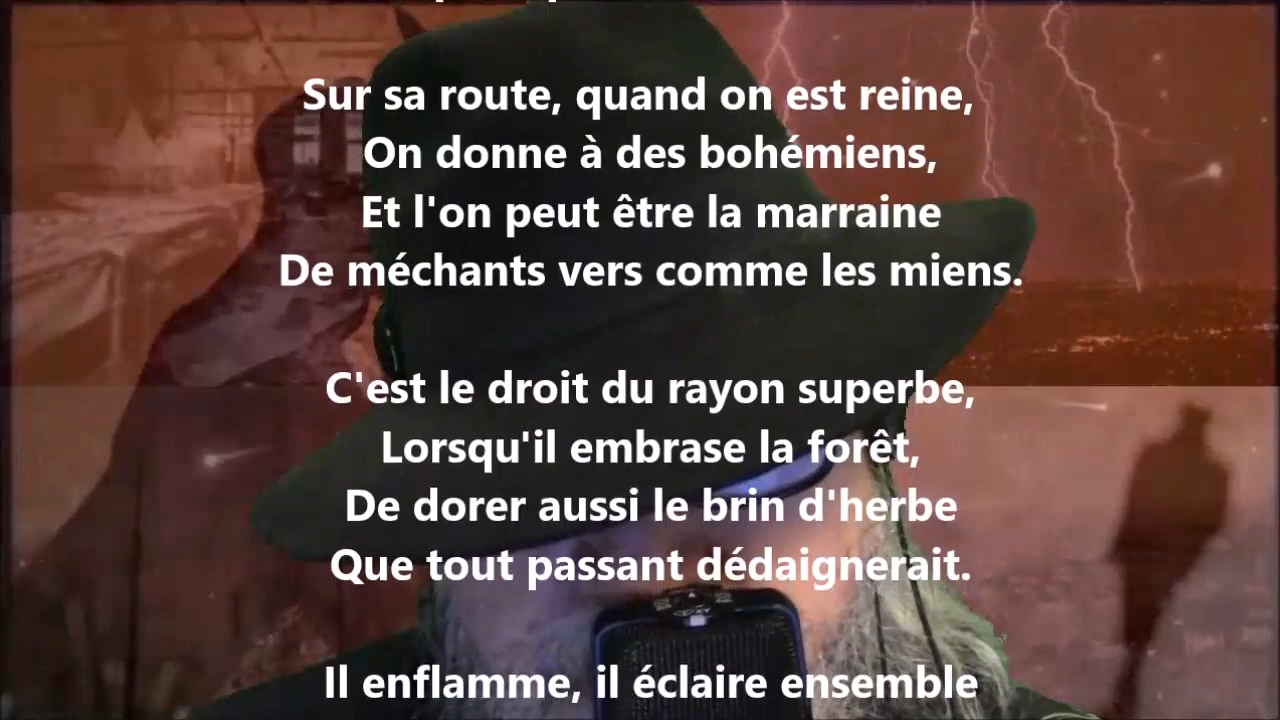 Sur sa route, quand on est reine,
On donne à des bohémiens,
Et l'on peut être la marraine
De méchants vers comme les miens.
C'est le droit du rayon superbe,
Lorsqu'il embrase la forêt,
De dorer aussi le brin d'herbe
Que tout passant dédaignerait.
Il enflamme, il éclaire ensemble